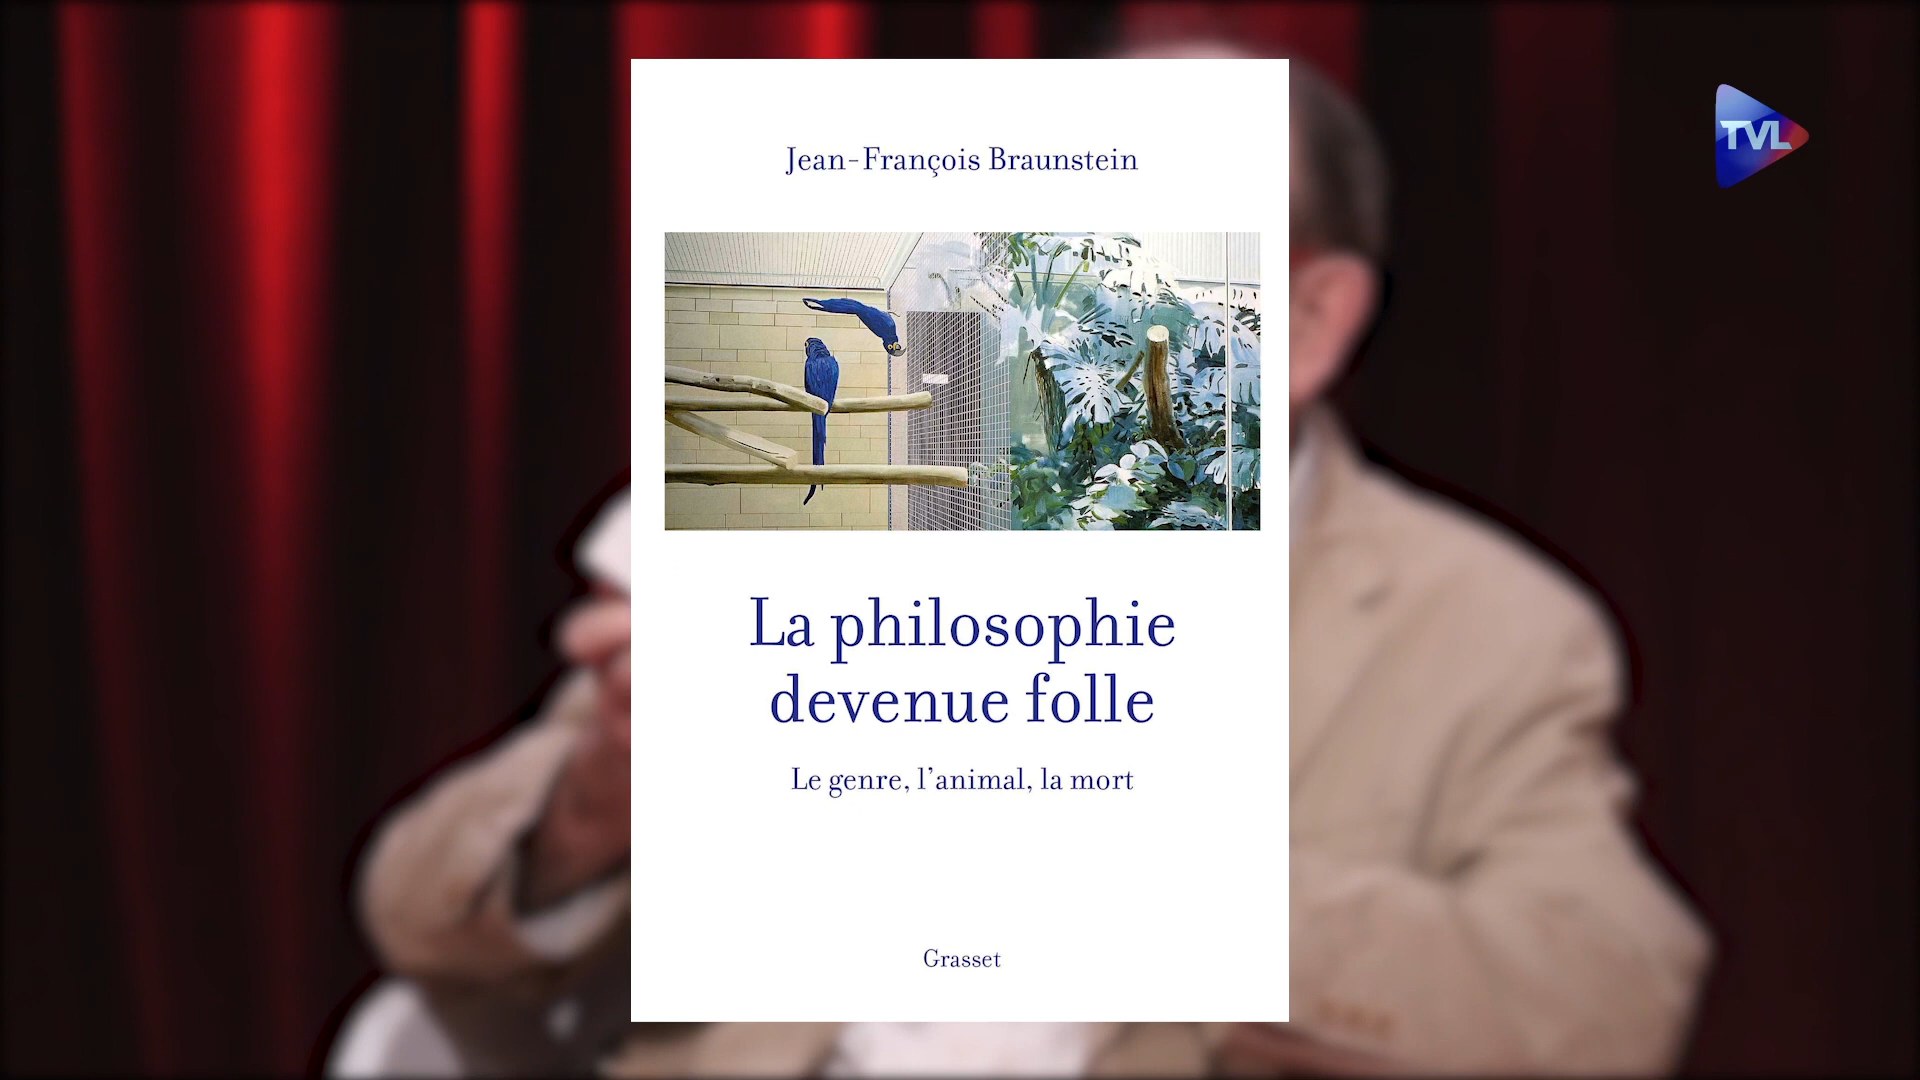 Jean-François Braunstein
TVL
La philosophie
devenue folle
Le genre, l'animal, la mort
Grasset